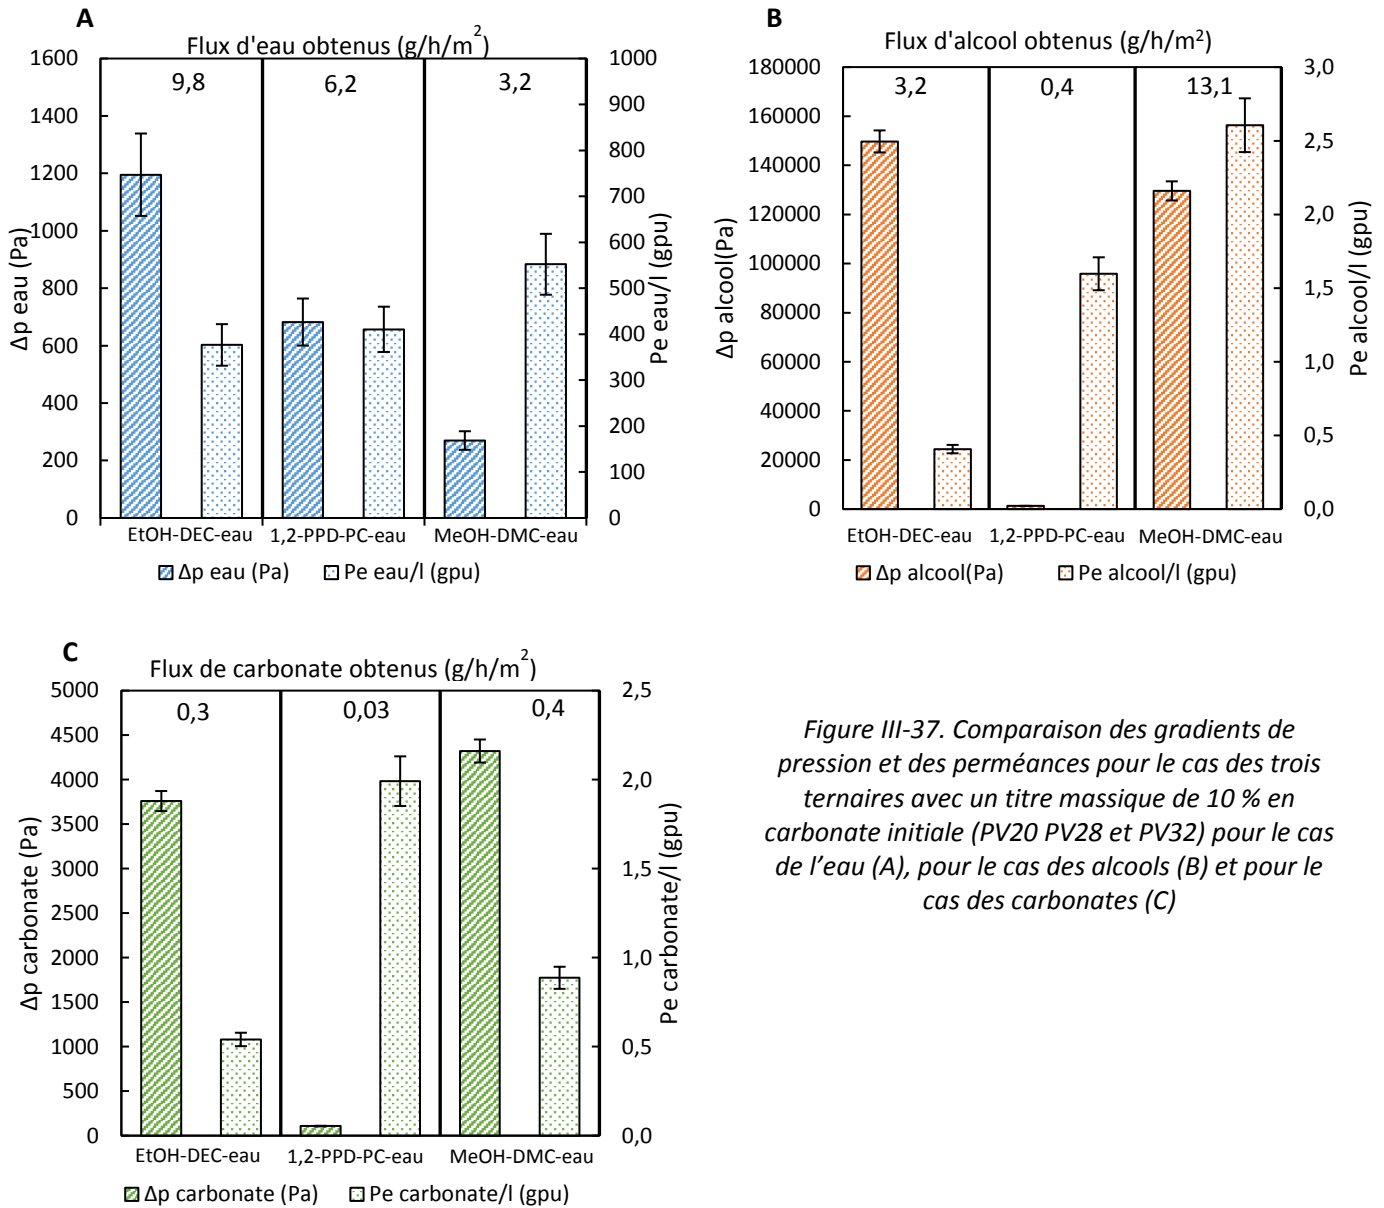 A
Flux d'eau obtenus (g/h/m²)
1600
1400
1200
1000
800
600
400
200
0
Δp eau (Pa)
9,8
6,2
3,2
1000
900
800
700
600
500
400
300
200
100
0
Pe eau/l (gpu)
EtOH-DEC-eau
1,2-PPD-PC-eau
MeOH-DMC-eau
Δp eau (Pa)
Pe eau/l (gpu)
B
Flux d'alcool obtenus (g/h/m²)
180000
160000
140000
120000
100000
80000
60000
40000
20000
0
Δp alcool(Pa)
3,2
0,4
13,1
3,0
2,5
2,0
1,5
1,0
0,5
0,0
Pe alcool/l (gpu)
EtOH-DEC-eau
1,2-PPD-PC-eau
MeOH-DMC-eau
Δp alcool(Pa)
Pe alcool/l (gpu)
C
Flux de carbonate obtenus (g/h/m²)
5000
4500
4000
3500
3000
2500
2000
1500
1000
500
0
Δp carbonate (Pa)
0,3
0,03
0,4
2,5
2,0
1,5
1,0
0,5
0,0
Pe carbonate/l (gpu)
EtOH-DEC-eau
1,2-PPD-PC-eau
MeOH-DMC-eau
Δp carbonate (Pa)
Pe carbonate/l (gpu)
Figure III-37. Comparaison des gradients de
pression et des perméances pour le cas des trois
ternaires avec un titre massique de 10 % en
carbonate initiale (PV20 PV28 et PV32) pour le cas
de l’eau (A), pour le cas des alcools (B) et pour le
cas des carbonates (C)